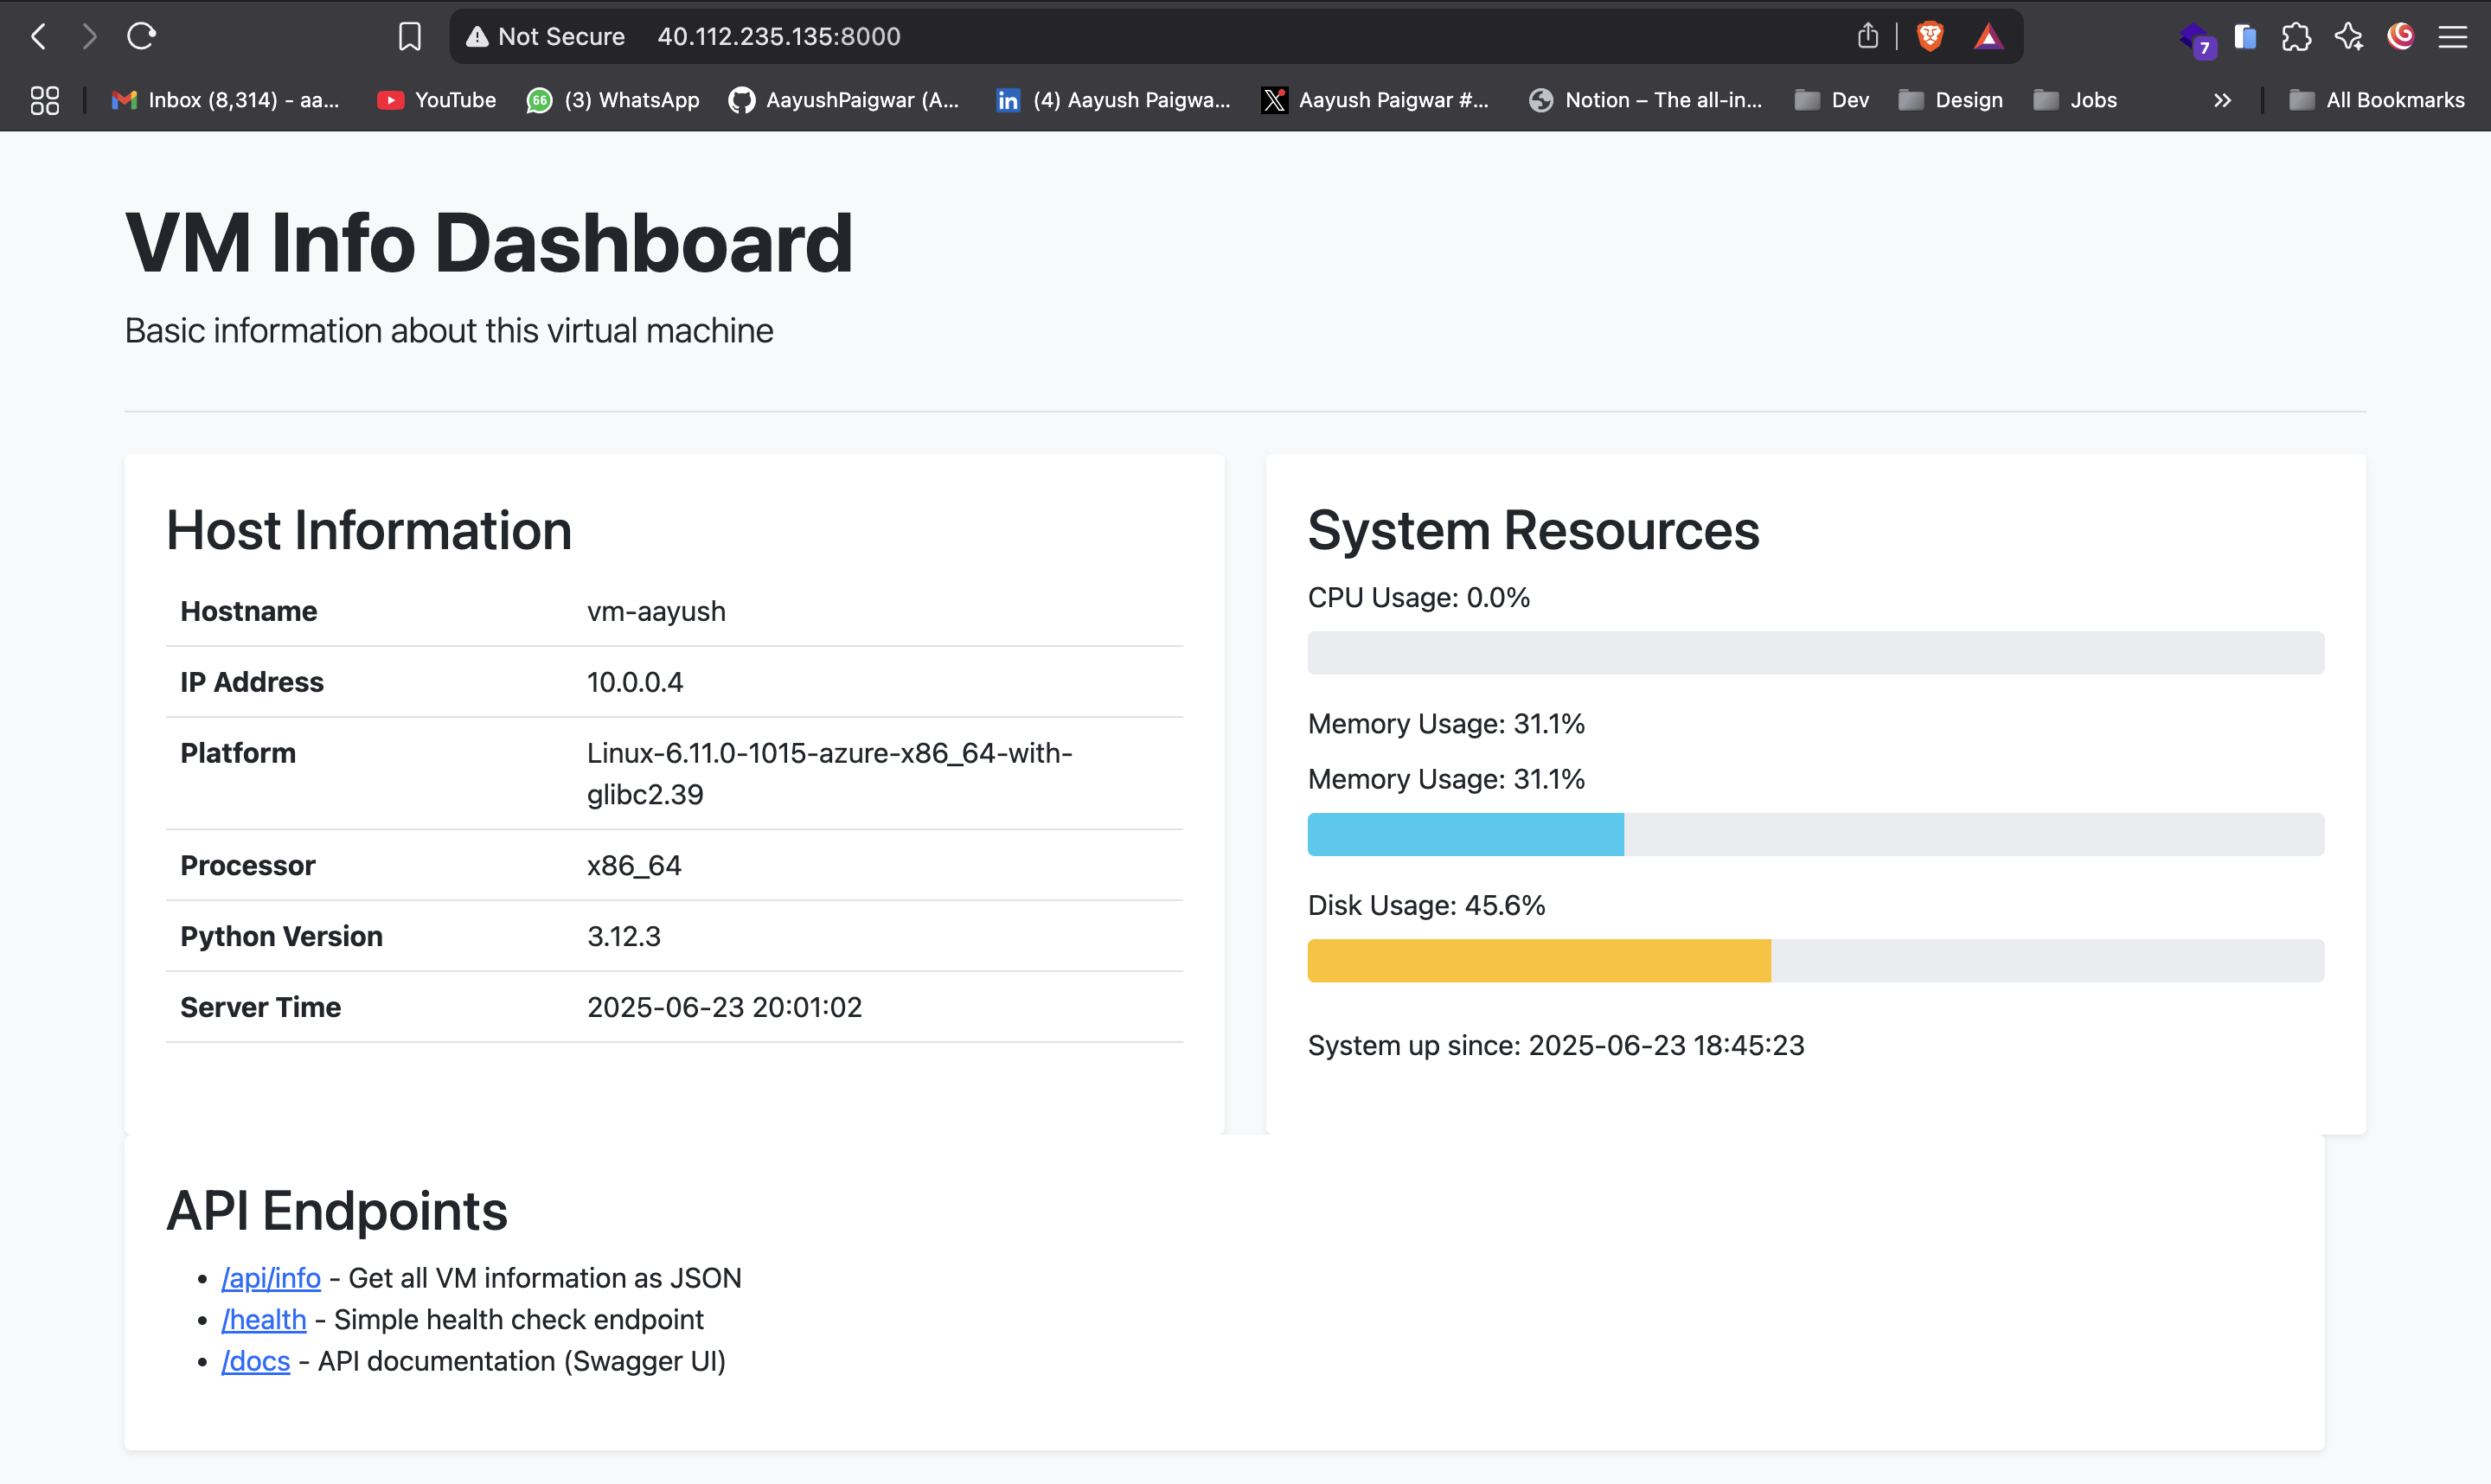 Not Secure 40.112.235.135:8000
7
Inbox (8,314) - aa... YouTube 66 (3) WhatsApp AayushPaigwar (A... in (4) Aayush Paigwa... X Aayush Paigwar #... Notion – The all-in... Dev Design Jobs All Bookmarks
VM Info Dashboard
Basic information about this virtual machine
Host Information
Hostname vm-aayush
IP Address 10.0.0.4
Platform Linux-6.11.0-1015-azure-x86_64-with-
glibc2.39
Processor x86_64
Python Version 3.12.3
Server Time 2025-06-23 20:01:02
System Resources
CPU Usage: 0.0%
Memory Usage: 31.1%
Memory Usage: 31.1%
Disk Usage: 45.6%
System up since: 2025-06-23 18:45:23
API Endpoints
• /api/info - Get all VM information as JSON
• /health - Simple health check endpoint
• /docs - API documentation (Swagger UI)